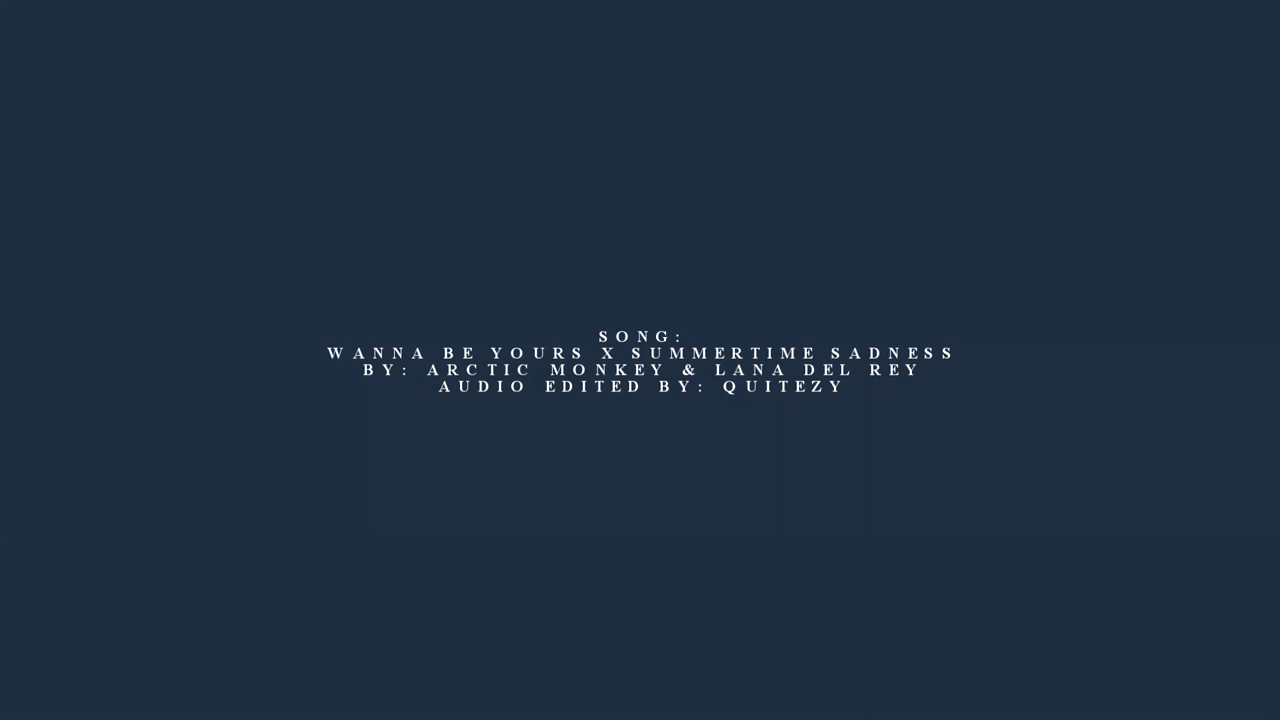 SONG:
WANNA BE YOURS X SUMMERTIME SADNESS
BY: ARCTIC MONKEY & LANA DEL REY
AUDIO EDITED BY: QUITEZY